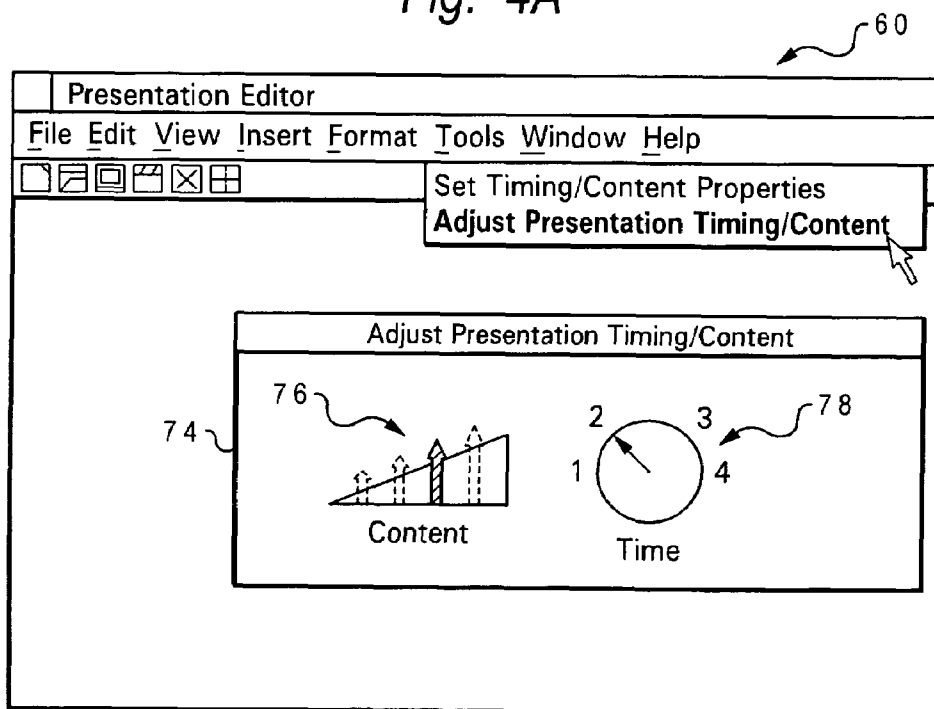 Fig. 4A
60
Presentation Editor
File Edit View Insert Format Tools Window Help
Set Timing/Content Properties
Adjust Presentation Timing/Content
Adjust Presentation Timing/Content
76
78
74
2 3
1 4
Content
Time